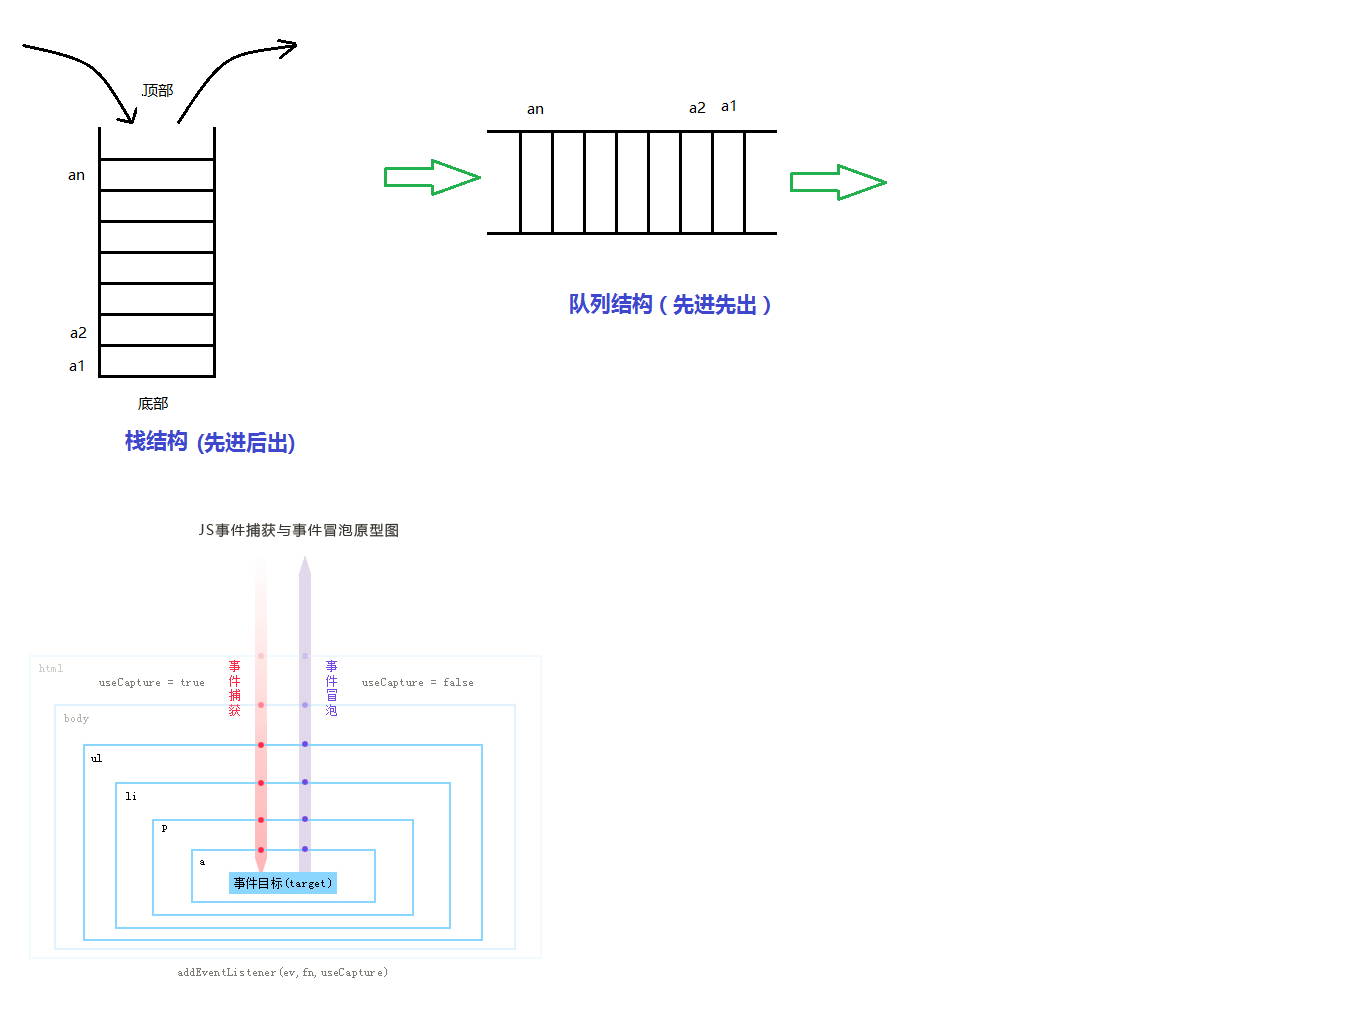 顶部
an
a2
a1
底部
栈结构 (先进后出)
an
a2
a1
队列结构（先进先出）
JS事件捕获与事件冒泡原型图
html
useCapture = true
事件捕获
事件冒泡
useCapture = false
body
ul
li
p
a
事件目标(target)
addEventListener(ev,fn,useCapture)